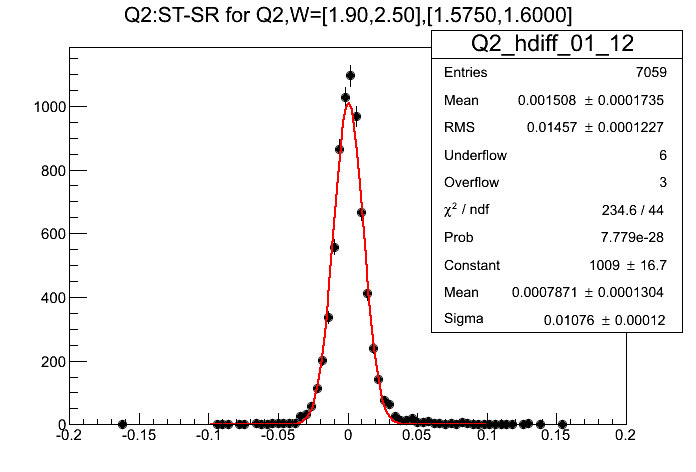 Q2:ST-SR for Q2,W=[1.90,2.50],[1.5750,1.6000]
Q2_hdiff_01_12
Entries 7059
Mean 0.001508 ± 0.0001735
RMS 0.01457 ± 0.0001227
Underflow 6
Overflow 3
χ² / ndf 234.6 / 44
Prob 7.779e-28
Constant 1009 ± 16.7
Mean 0.0007871 ± 0.0001304
Sigma 0.01076 ± 0.00012
1000
800
600
400
200
0
-0.2 -0.15 -0.1 -0.05 0 0.05 0.1 0.15 0.2